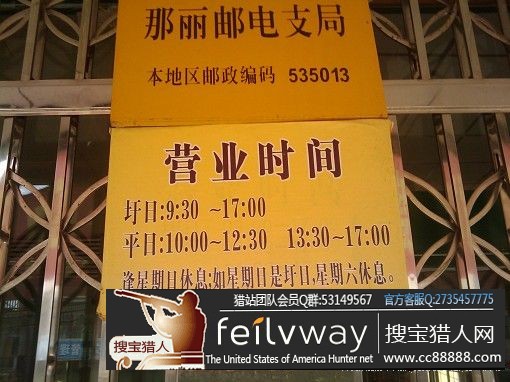 那丽邮电支局
本地区邮政编码 535013
营业时间
圩日:9:30 ~17:00
平日:10:00~12:30 13:30~17:00
逢星期日休息;如星期日是圩日,星期六休息。
猎站团队会员Q群:53149567 官方客服Q:2735457775
搜宝猎人
feilvway
The United States of America Hunter net
搜宝猎人网
www.cc88888.com